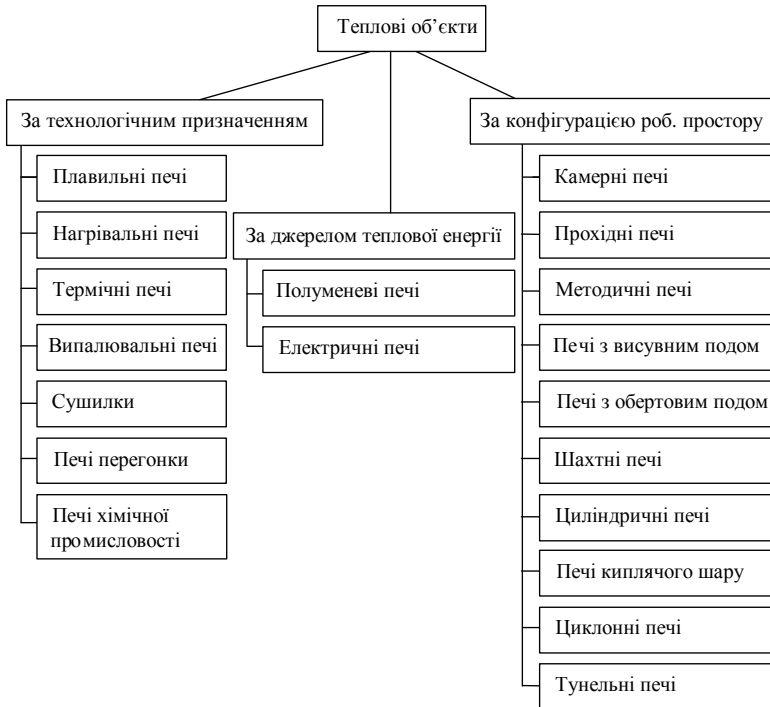 Теплові об’єкти
За технологічним призначенням
Плавильні печі
Нагрівальні печі
Термічні печі
Випалювальні печі
Сушилки
Печі перегонки
Печі хімічної
промисловості
За джерелом теплової енергії
Полуменеві печі
Електричні печі
За конфігурацією роб. простору
Камерні печі
Прохідні печі
Методичні печі
Печі з висувним подом
Печі з обертовим подом
Шахтні печі
Циліндричні печі
Печі киплячого шару
Циклонні печі
Тунельні печі